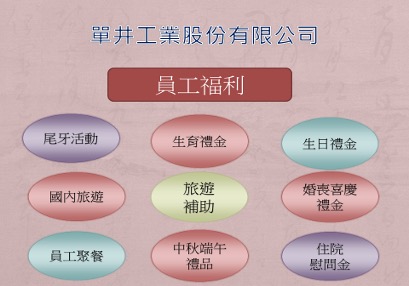 單井工業股份有限公司
員工福利
尾牙活動
生育禮金
生日禮金
國內旅遊
旅遊
補助
婚喪喜慶
禮金
員工聚餐
中秋端午
禮品
住院
慰問金